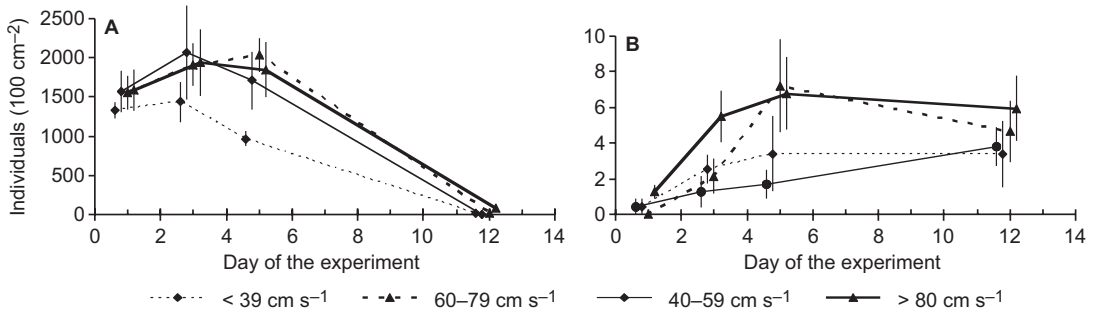 A
B
Individuals (100 cm–2)
2500
2000
1500
1000
500
0
10
8
6
4
2
0
0 2 4 6 8 10 12 14
0 2 4 6 8 10 12 14
Day of the experiment
Day of the experiment
< 39 cm s–1 60–79 cm s–1 40–59 cm s–1 > 80 cm s–1